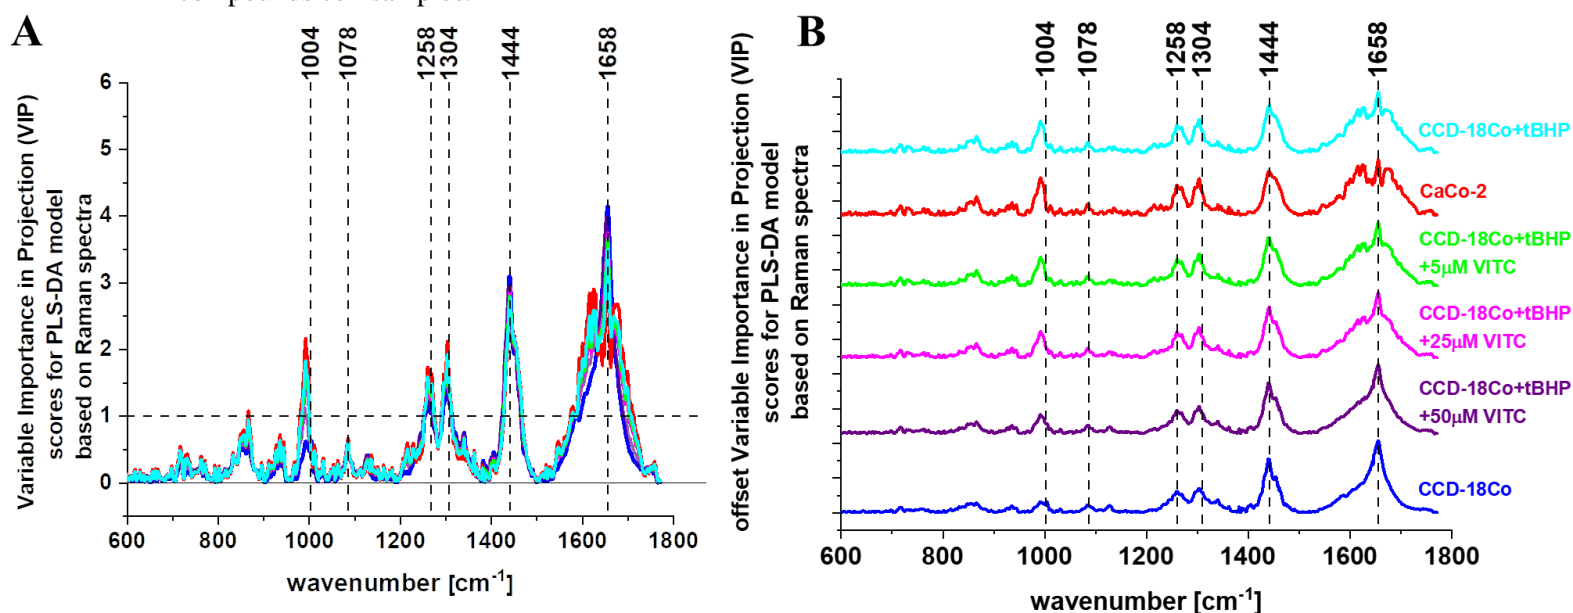 compounds con samples.
A
1004
1078
1258
1304
1444
1658
Variable Importance in Projection (VIP)
scores for PLS-DA model
based on Raman spectra
6
5
4
3
2
1
0
600
800
1000
1200
1400
1600
1800
wavenumber [cm-1]
B
1004
1078
1258
1304
1444
1658
offset Variable Importance in Projection (VIP)
scores for PLS-DA model
based on Raman spectra
CCD-18Co+tBHP
CaCo-2
CCD-18Co+tBHP
+5µM VITC
CCD-18Co+tBHP
+25µM VITC
CCD-18Co+tBHP
+50µM VITC
CCD-18Co
600
800
1000
1200
1400
1600
1800
wavenumber [cm-1]